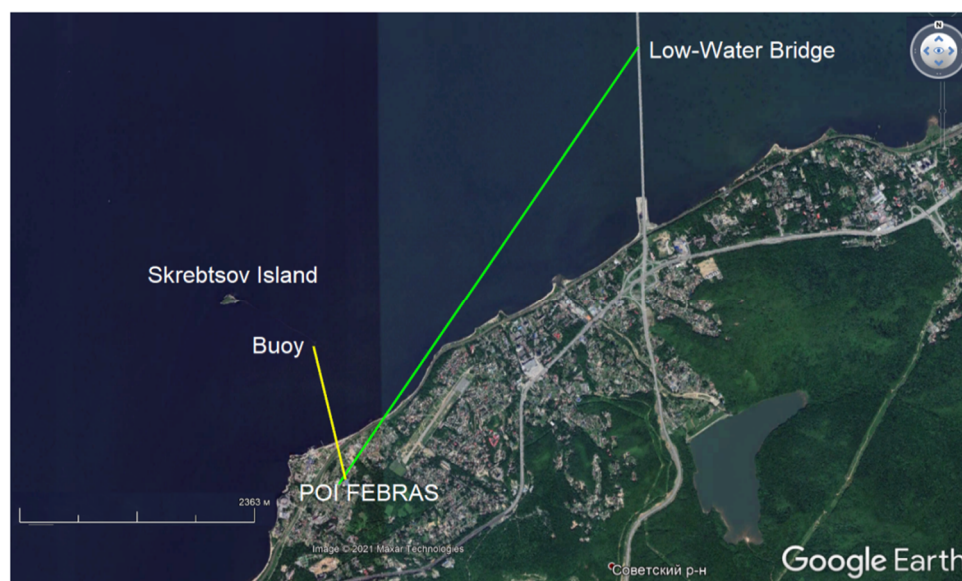 N
Low-Water Bridge
Skrebtsov Island
Buoy
POI FEBRAS
2363 м
Image © 2021 Maxar Technologies
Google Earth
Советский р-н